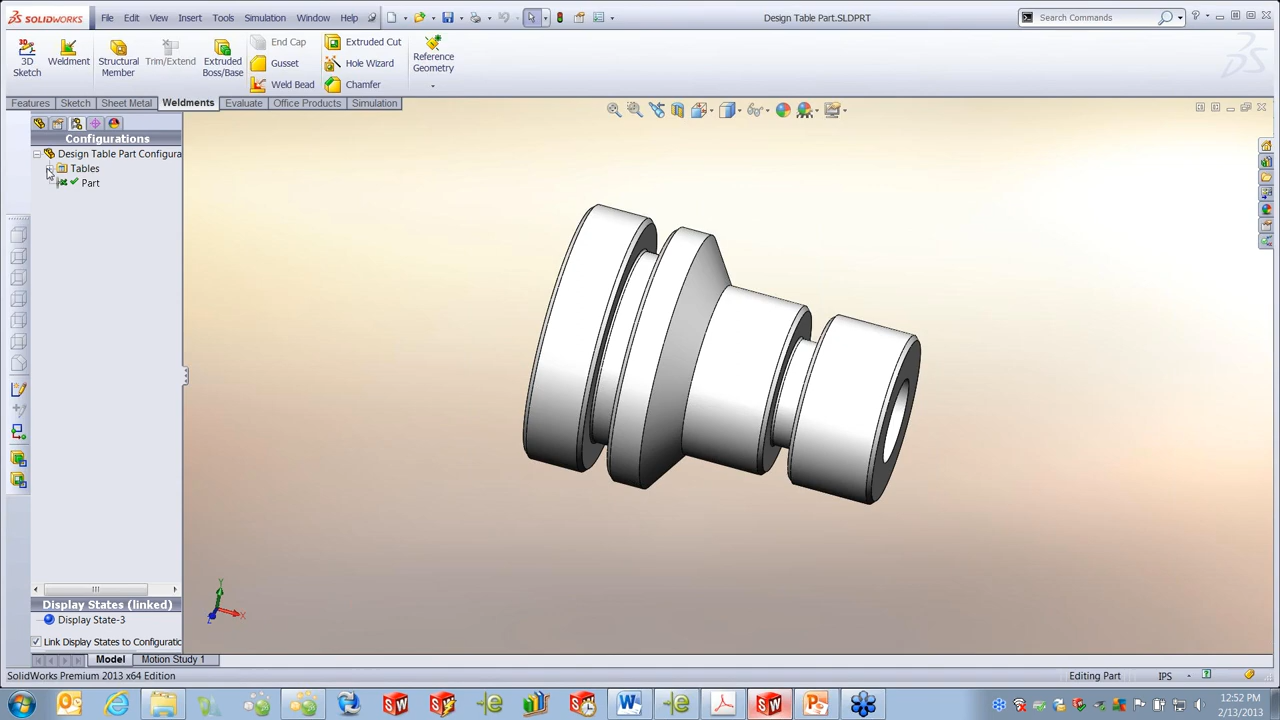 SOLIDWORKS File Edit View Insert Tools Simulation Window Help Design Table Part.SLDPRT Search Commands
3D Sketch Weldment Structural Member Trim/Extend Extruded Boss/Base End Cap Extruded Cut Reference Geometry
Gusset Hole Wizard
Weld Bead Chamfer
Features Sketch Sheet Metal Weldments Evaluate Office Products Simulation
Configurations
Design Table Part Configura
Tables
Part
Y
X
Z
Display States (linked)
Display State-3
Link Display States to Configuratic
Model Motion Study 1
SolidWorks Premium 2013 x64 Edition Editing Part IPS
12:52 PM
2/13/2013